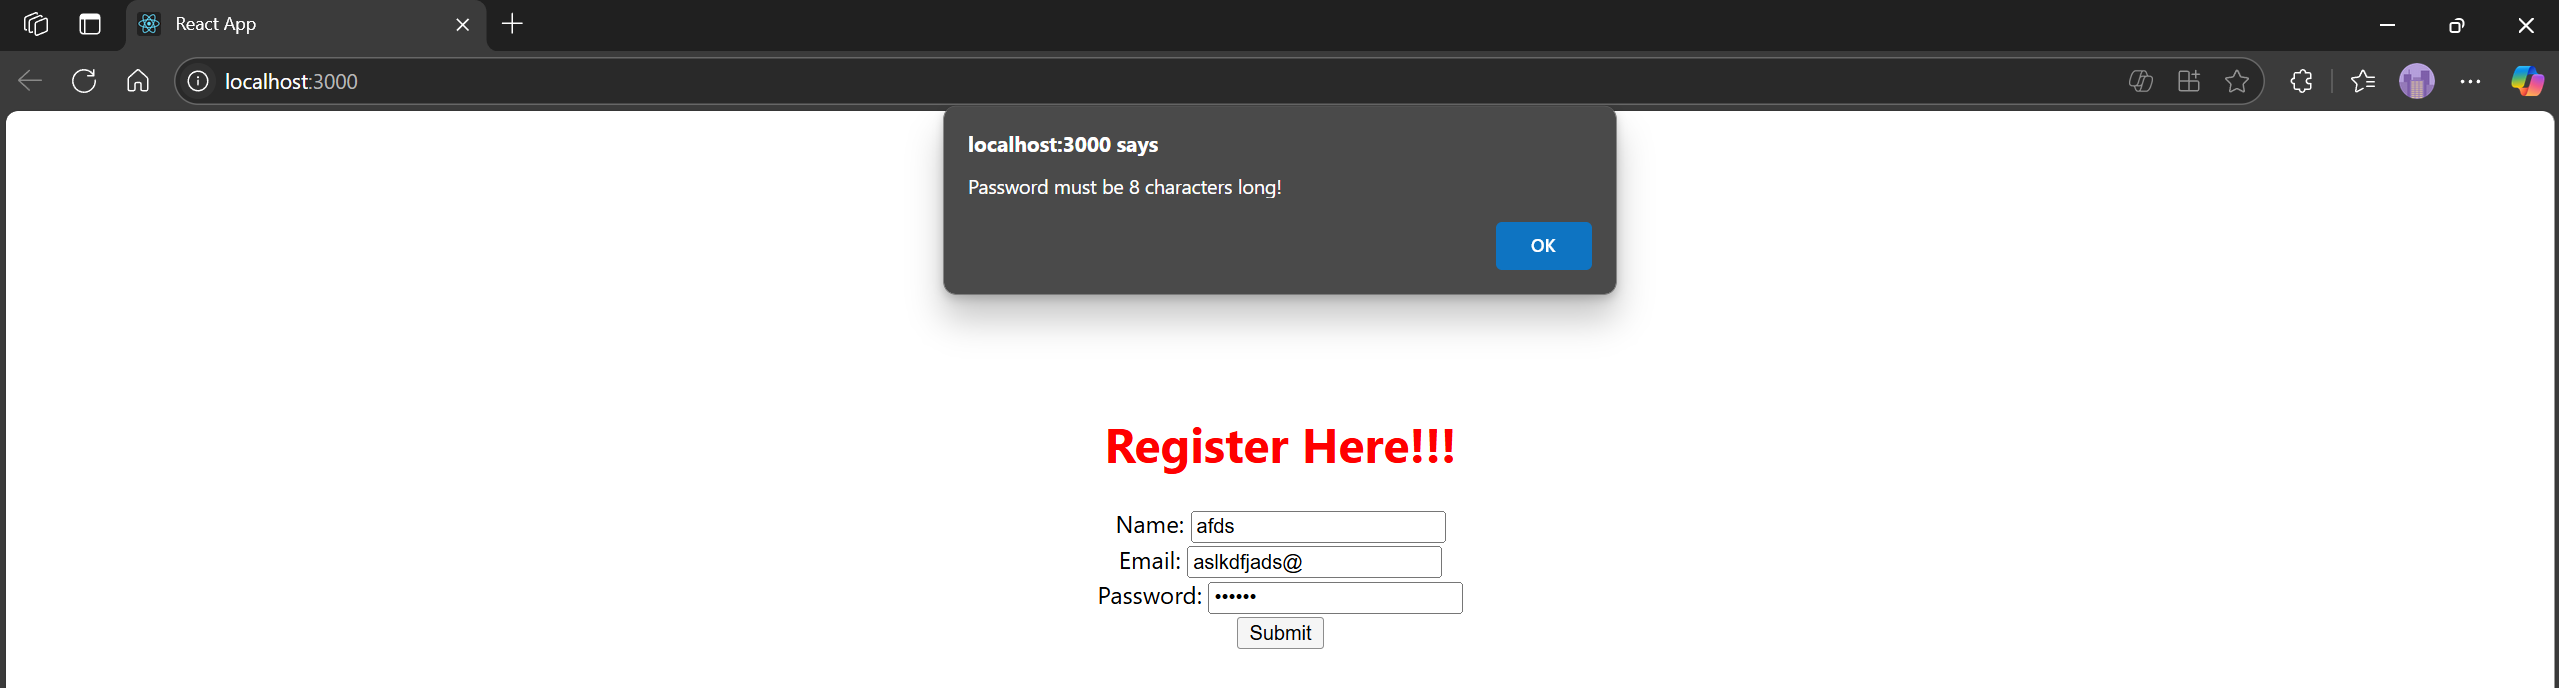 React App
localhost:3000
localhost:3000 says
Password must be 8 characters long!
OK
Register Here!!!
Name: afds
Email: aslkdfjads@
Password: ••••••
Submit